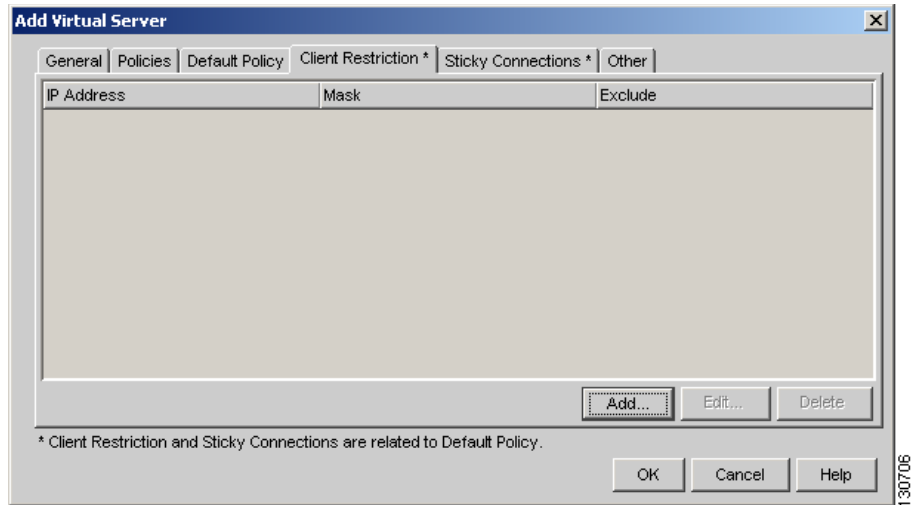 Add Virtual Server
General Policies Default Policy Client Restriction * Sticky Connections * Other
IP Address Mask Exclude
Add... Edit... Delete
* Client Restriction and Sticky Connections are related to Default Policy.
OK Cancel Help
130706